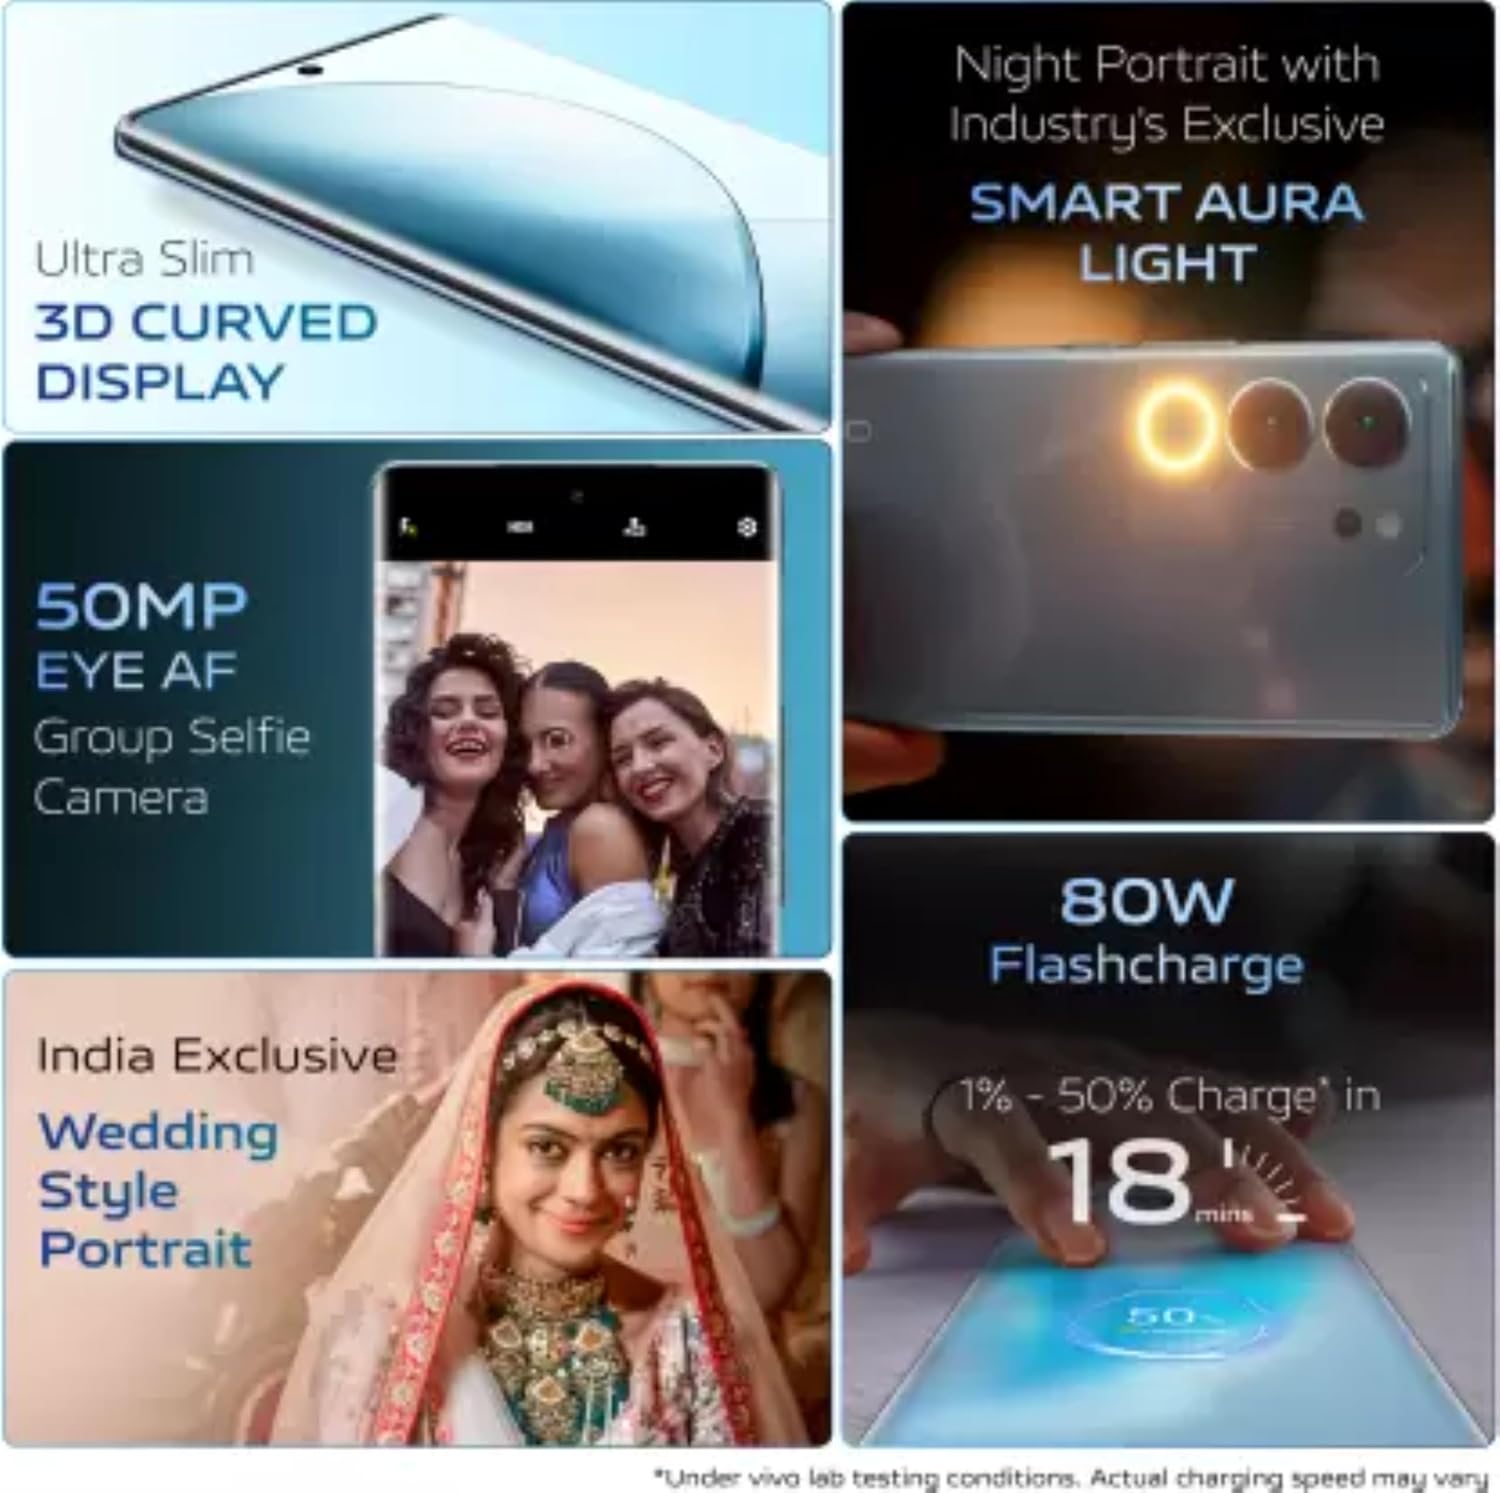 Ultra Slim
3D CURVED
DISPLAY
50MP
EYE AF
Group Selfie
Camera
India Exclusive
Wedding
Style
Portrait
Night Portrait with
Industry's Exclusive
SMART AURA
LIGHT
80W
Flashcharge
1% - 50% Charge* in
18 mins
50%
*Under vivo lab testing conditions. Actual charging speed may vary